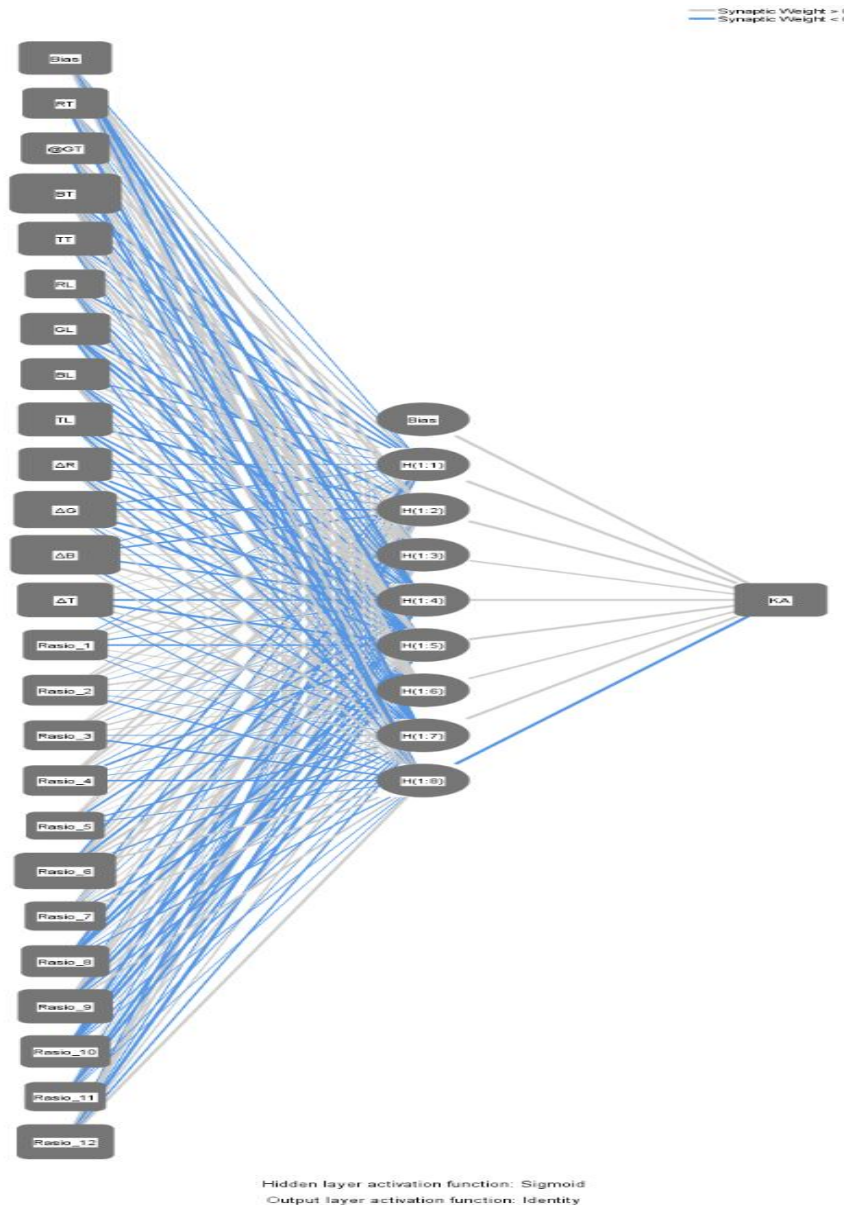 Synaptic Weight >
Synaptic Weight <
Bias
RT
@GT
BT
TT
RL
GL
BL
TL
ΔR
ΔG
ΔB
ΔT
Rasio_1
Rasio_2
Rasio_3
Rasio_4
Rasio_5
Rasio_6
Rasio_7
Rasio_8
Rasio_9
Rasio_10
Rasio_11
Rasio_12
Bias
H(1:1)
H(1:2)
H(1:3)
H(1:4)
H(1:5)
H(1:6)
H(1:7)
H(1:8)
KA
Hidden layer activation function: Sigmoid
Output layer activation function: Identity